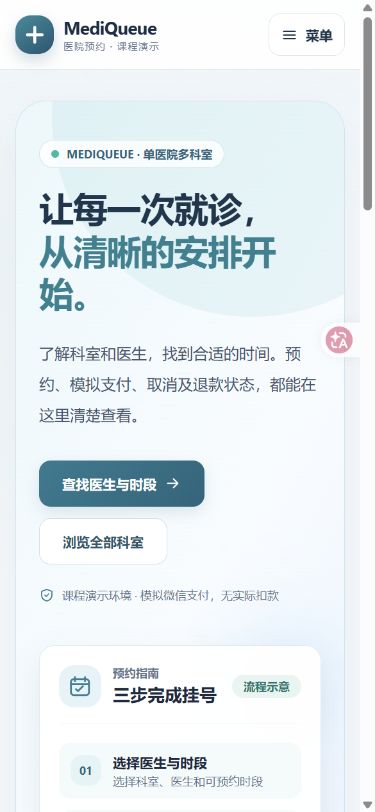 MediQueue
医院预约 · 课程演示
菜单
MEDIQUEUE · 单医院多科室
让每一次就诊，
从清晰的安排开
始。
了解科室和医生，找到合适的时间。预
约、模拟支付、取消及退款状态，都能在
这里清楚查看。
查找医生与时段 →
浏览全部科室
课程演示环境 · 模拟微信支付，无实际扣款
预约指南
三步完成挂号
流程示意
01
选择医生与时段
选择科室、医生和可预约时段